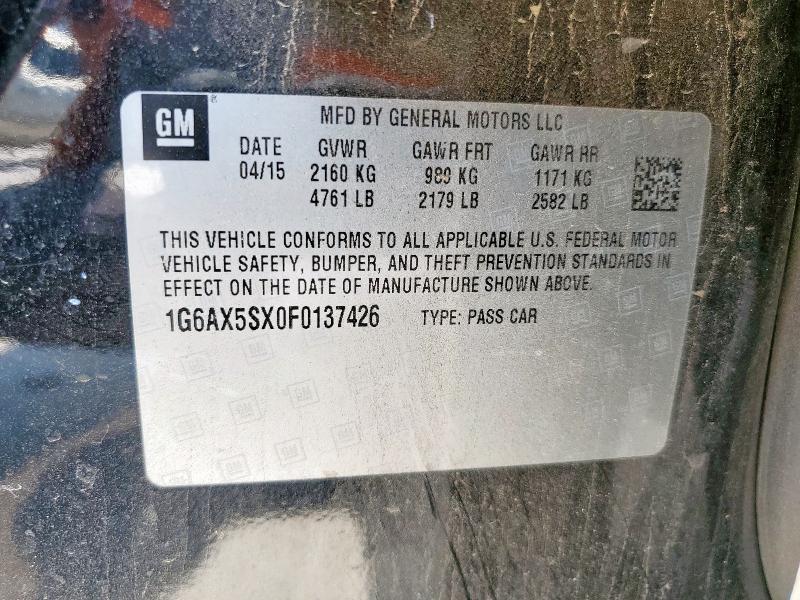 GM
MFD BY GENERAL MOTORS LLC
DATE GVWR GAWR FRT GAWR RR
04/15 2160 KG 980 KG 1171 KG
4761 LB 2179 LB 2582 LB
THIS VEHICLE CONFORMS TO ALL APPLICABLE U.S. FEDERAL MOTOR
VEHICLE SAFETY, BUMPER, AND THEFT PREVENTION STANDARDS IN
EFFECT ON THE DATE OF MANUFACTURE SHOWN ABOVE.
1G6AX5SX0F0137426 TYPE: PASS CAR